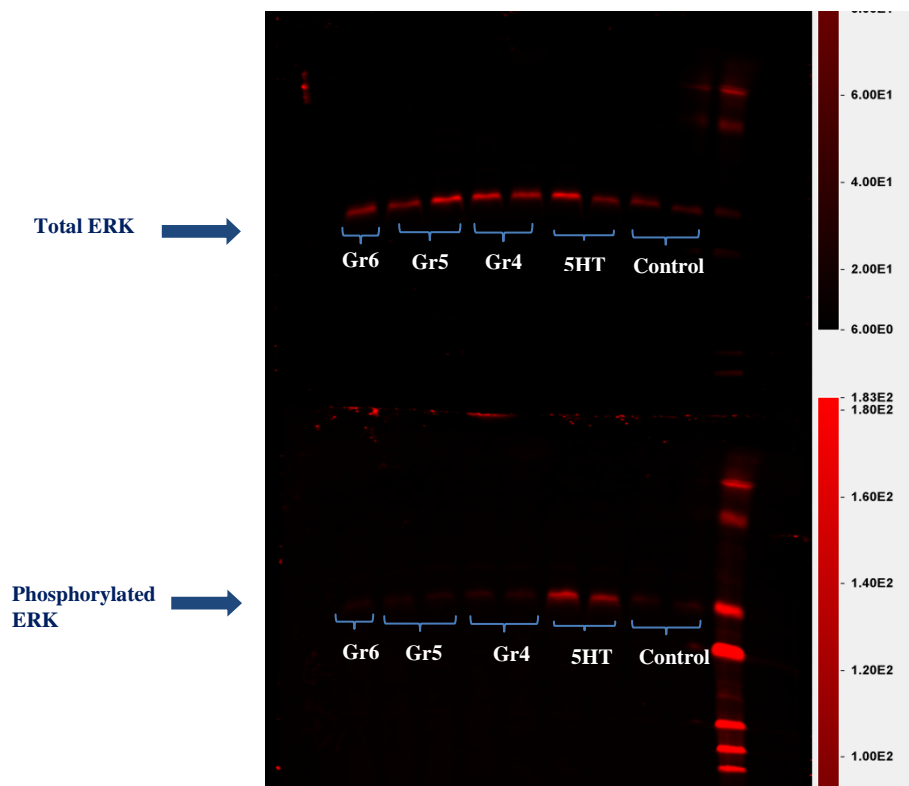 6.00E1
4.00E1
2.00E1
6.00E0
Total ERK
Gr6 Gr5 Gr4 5HT Control
1.83E2
1.80E2
1.60E2
1.40E2
1.20E2
1.00E2
Phosphorylated
ERK
Gr6 Gr5 Gr4 5HT Control